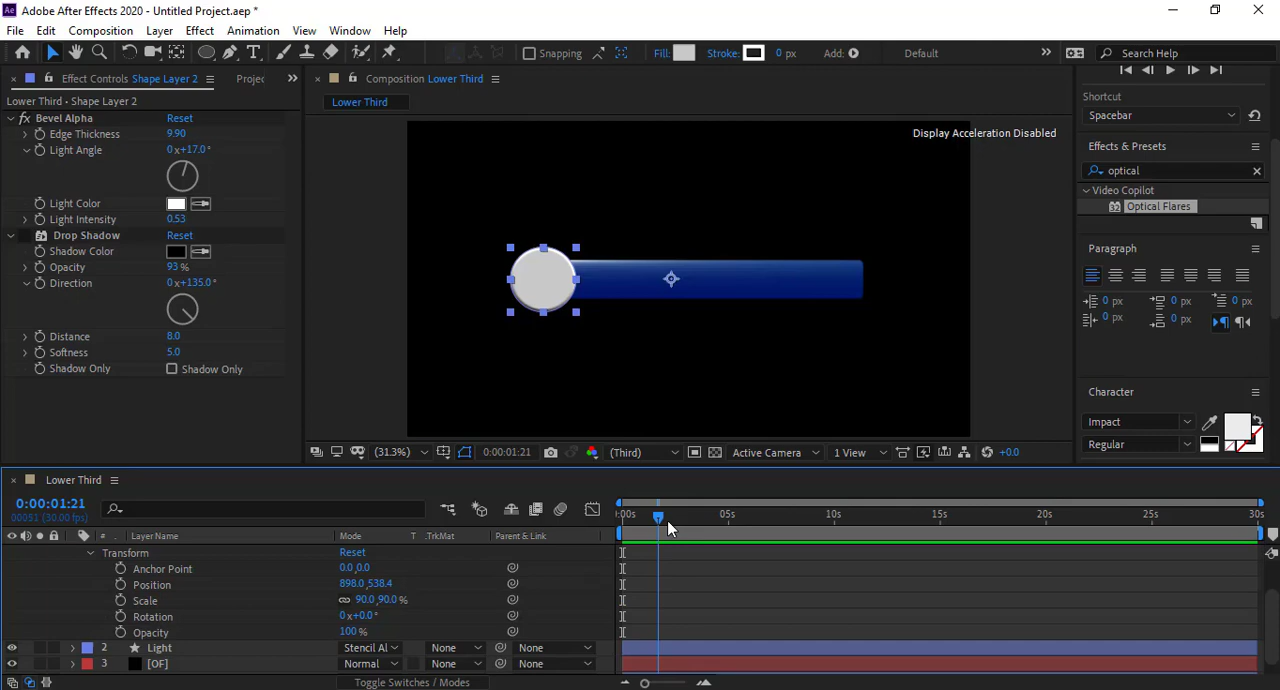 Adobe After Effects 2020 - Untitled Project.aep *
File Edit Composition Layer Effect Animation View Window Help
Snapping Fill: Stroke: 0 px Add: Default Search Help
Effect Controls Shape Layer 2 Projec
Lower Third • Shape Layer 2
fx Bevel Alpha Reset
Edge Thickness 9.90
Light Angle 0x+17.0°
Light Color
Light Intensity 0.53
Drop Shadow Reset
Shadow Color
Opacity 93 %
Direction 0x+135.0°
Distance 8.0
Softness 5.0
Shadow Only Shadow Only
Composition Lower Third
Lower Third
Display Acceleration Disabled
(31.3%) 0:00:01:21 (Third) Active Camera 1 View +0.0
Shortcut
Spacebar
Effects & Presets
optical
Video Copilot
32 Optical Flares
Paragraph
0 px 0 px 0 px
0 px 0 px
Character
Impact
Regular
Lower Third
0:00:01:21
00051 (30.00 fps)
:00s 05s 10s 15s 20s 25s 30s
# Layer Name Mode T .TrkMat Parent & Link
Transform Reset
Anchor Point 0.0,0.0
Position 898.0,538.4
Scale 90.0,90.0 %
Rotation 0x+0.0°
Opacity 100 %
2 Light Stencil Al None None
3 [OF] Normal None None
Toggle Switches / Modes